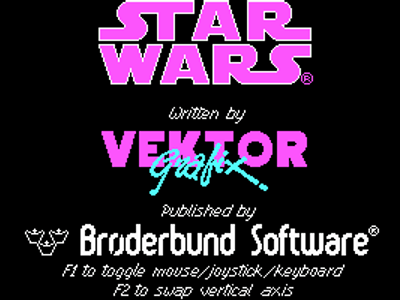 STAR
WARS®
Written by
VEKTOR
Grafix...
Published by
Brøderbund Software®
F1 to toggle mouse/joystick/keyboard
F2 to swap vertical axis